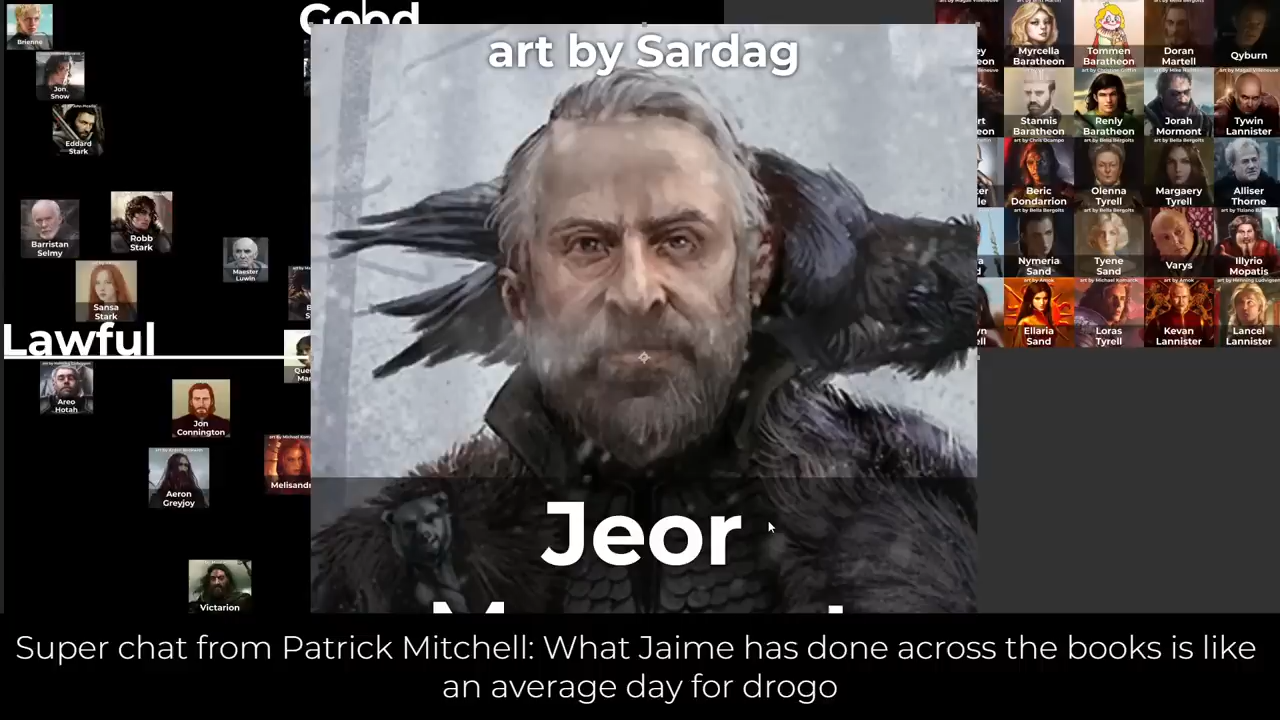 Good
art by Sardag
Brienne
Jon
Snow
Eddard
Stark
Barristan
Selmy
Robb
Stark
Maester
Luwin
Sansa
Stark
Lawful
Areo
Hotah
Jon
Connington
Aeron
Greyjoy
Melisandr
Victarion
Jeor
Myrcella
Baratheon
Tommen
Baratheon
Doran
Martell
Qyburn
Stannis
Baratheon
Renly
Baratheon
Jorah
Mormont
Tywin
Lannister
Beric
Dondarrion
Olenna
Tyrell
Margaery
Tyrell
Alliser
Thorne
Nymeria
Sand
Tyene
Sand
Varys
Illyrio
Mopatis
Ellaria
Sand
Loras
Tyrell
Kevan
Lannister
Lancel
Lannister
Super chat from Patrick Mitchell: What Jaime has done across the books is like
an average day for drogo